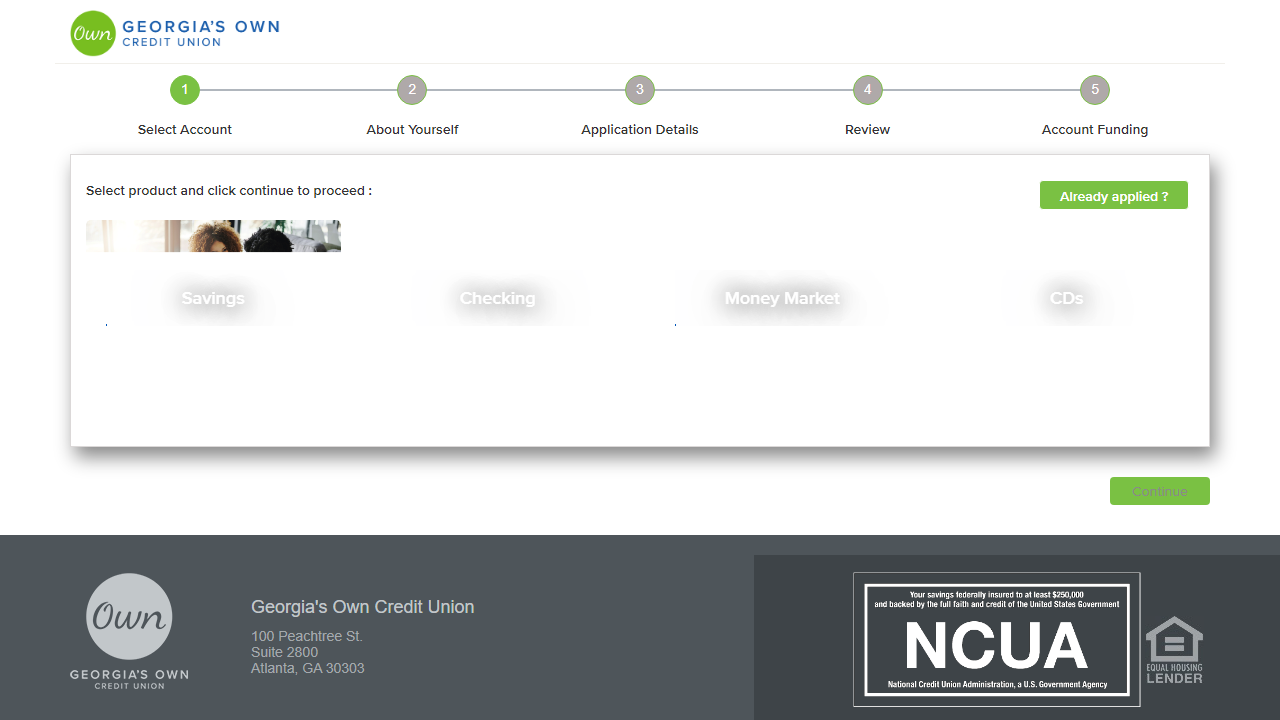 Own GEORGIA'S OWN
CREDIT UNION
1 2 3 4 5
Select Account About Yourself Application Details Review Account Funding
Select product and click continue to proceed :
Already applied ?
Savings Checking Money Market CDs
Continue
Own
GEORGIA'S OWN
CREDIT UNION
Georgia's Own Credit Union
100 Peachtree St.
Suite 2800
Atlanta, GA 30303
Your savings federally insured to at least $250,000
and backed by the full faith and credit of the United States Government
NCUA
National Credit Union Administration, a U.S. Government Agency
EQUAL HOUSING
LENDER